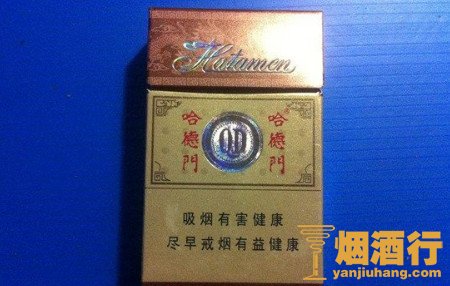 Hatamen
哈德門
QD
哈德門
吸烟有害健康
尽早戒烟有益健康
烟酒行
yanjiuhang.com